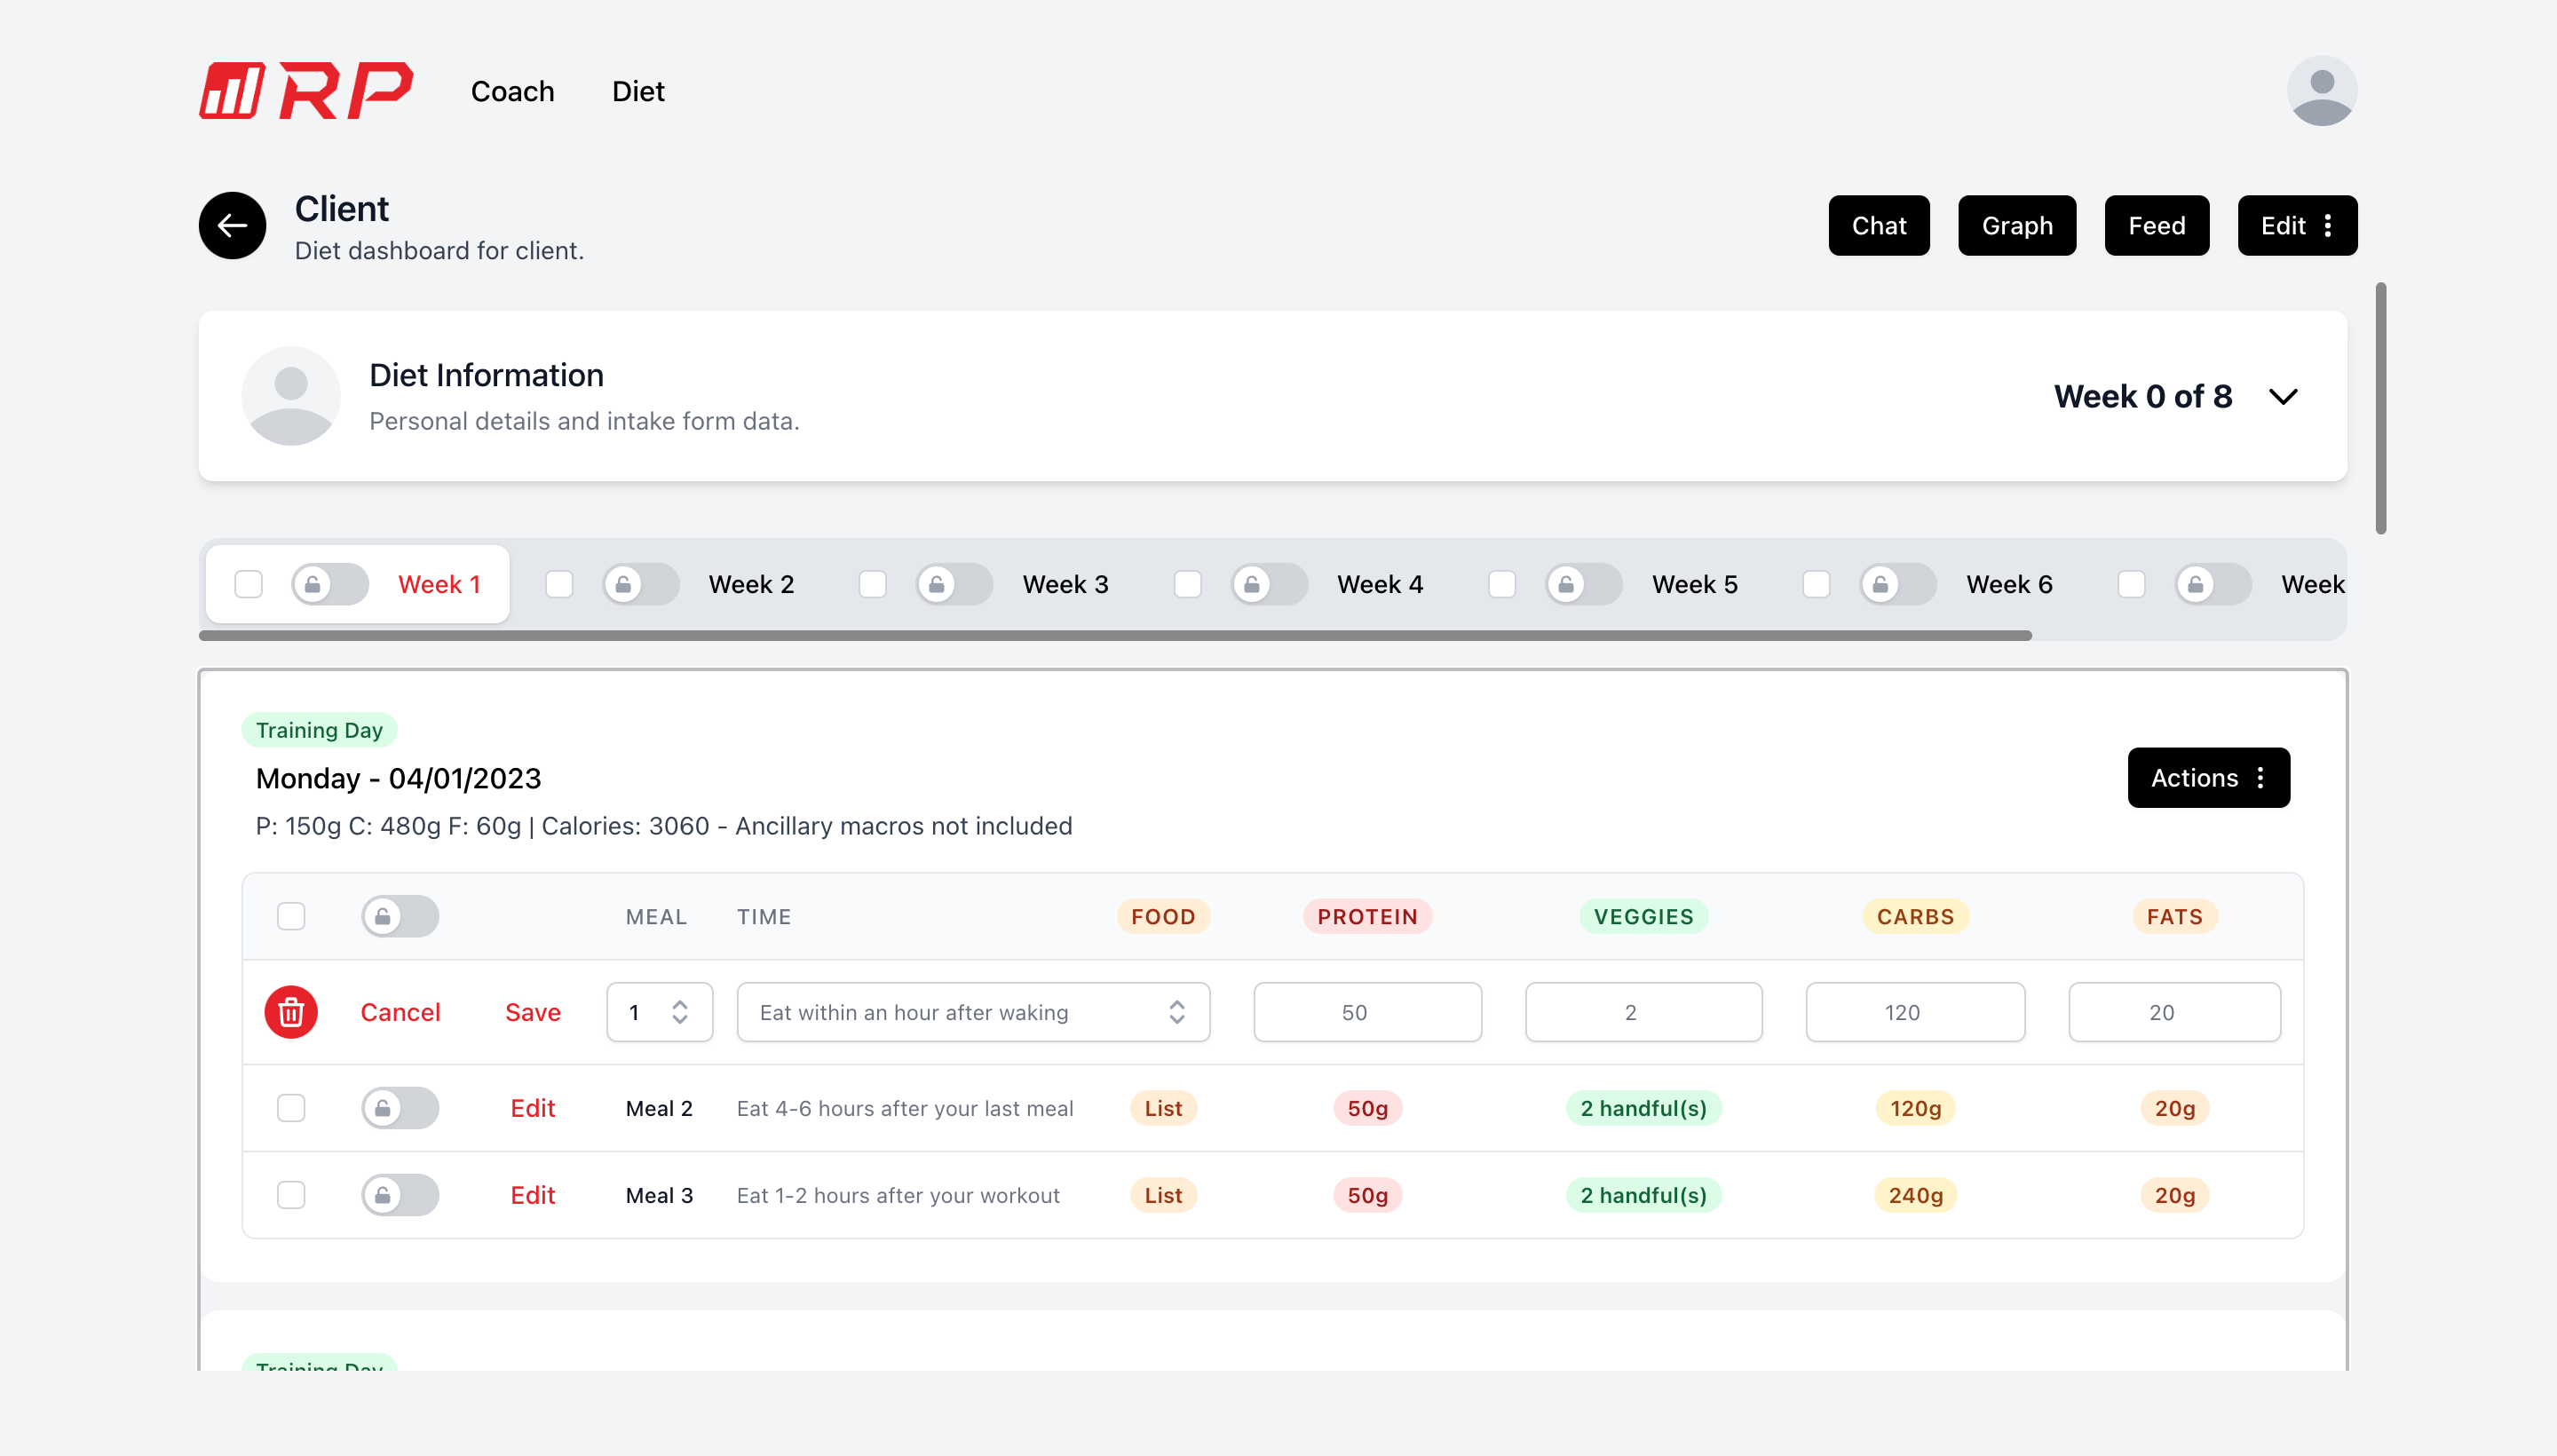 RP Coach Diet
Client
Diet dashboard for client.
Chat Graph Feed Edit
Diet Information
Personal details and intake form data.
Week 0 of 8
Week 1 Week 2 Week 3 Week 4 Week 5 Week 6 Week
Training Day
Monday - 04/01/2023
Actions
P: 150g C: 480g F: 60g | Calories: 3060 - Ancillary macros not included
MEAL TIME FOOD PROTEIN VEGGIES CARBS FATS
Cancel Save 1 Eat within an hour after waking 50 2 120 20
Edit Meal 2 Eat 4-6 hours after your last meal List 50g 2 handful(s) 120g 20g
Edit Meal 3 Eat 1-2 hours after your workout List 50g 2 handful(s) 240g 20g
Training Day